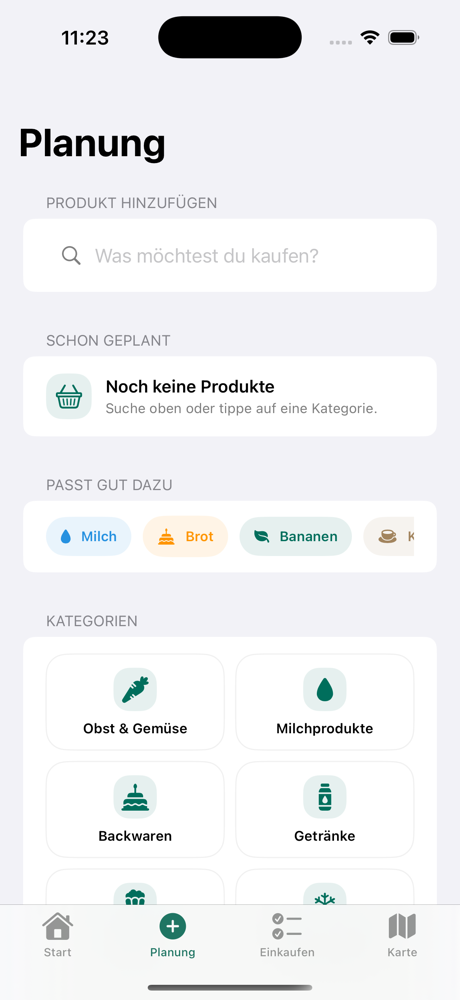 11:23
Planung
PRODUKT HINZUFÜGEN
Was möchtest du kaufen?
SCHON GEPLANT
Noch keine Produkte
Suche oben oder tippe auf eine Kategorie.
PASST GUT DAZU
Milch Brot Bananen K
KATEGORIEN
Obst & Gemüse Milchprodukte
Backwaren Getränke
Start Planung Einkaufen Karte